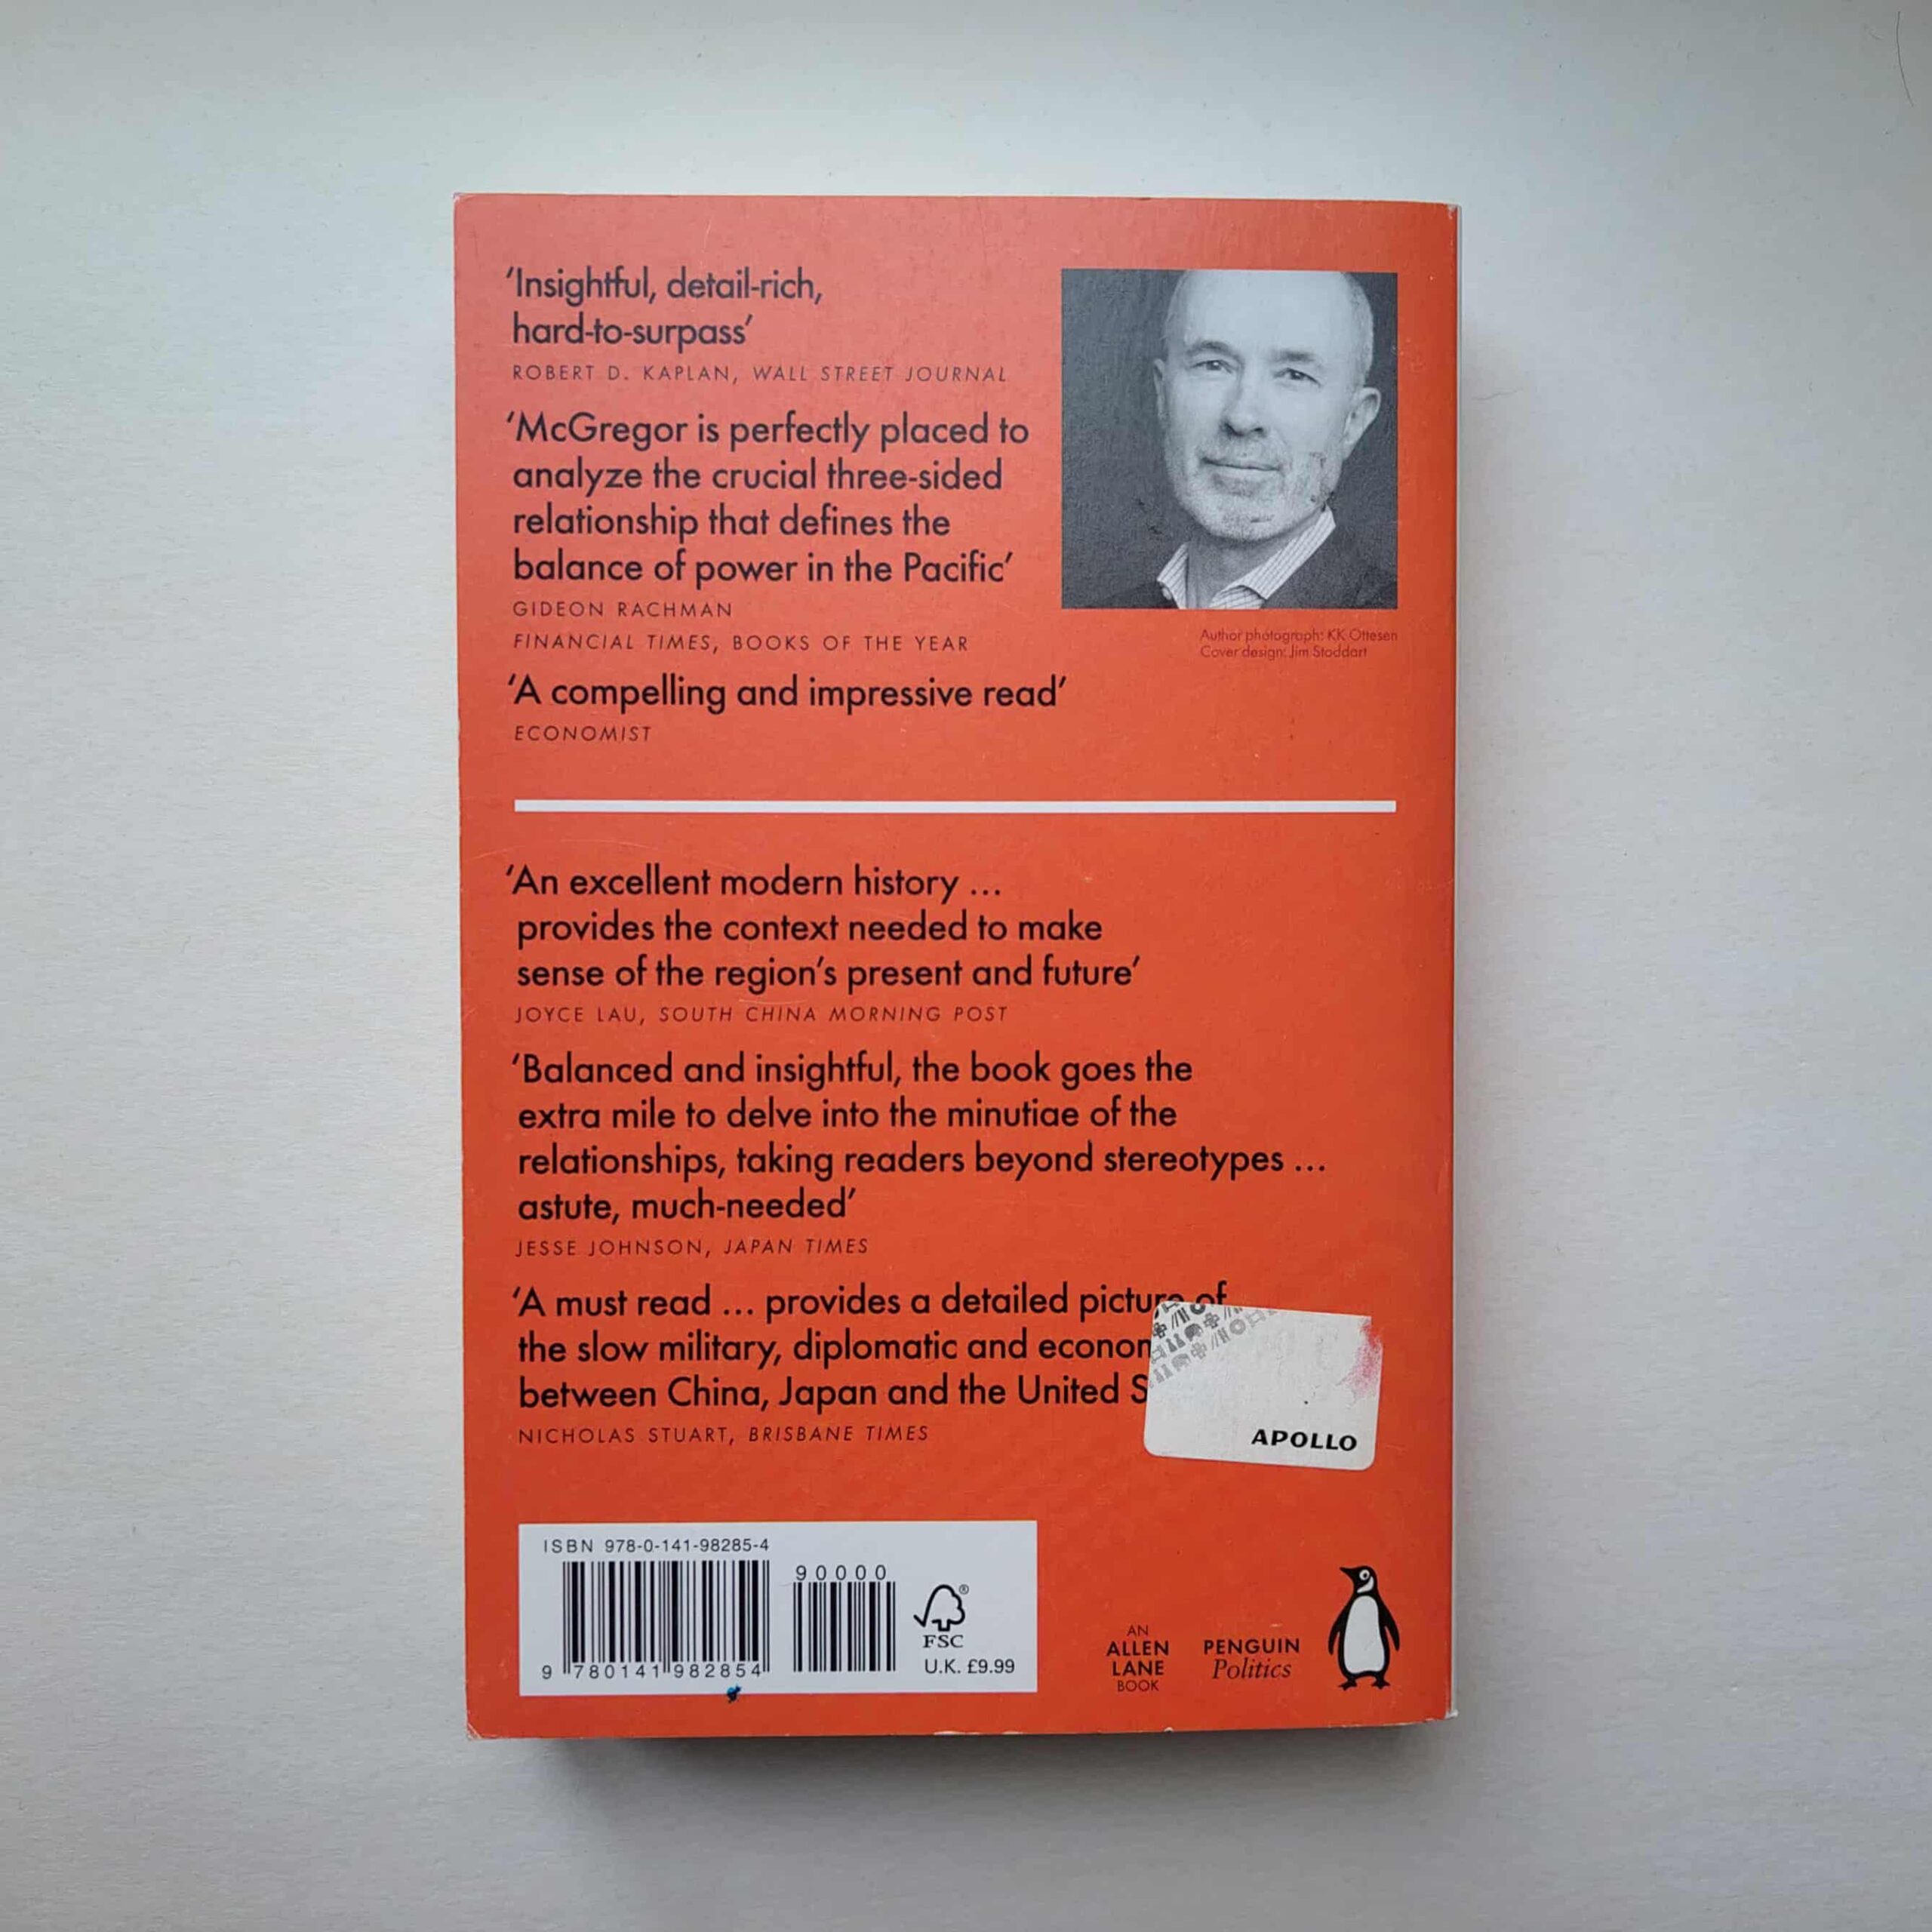 ‘Insightful, detail-rich,
hard-to-surpass’
ROBERT D. KAPLAN, WALL STREET JOURNAL
‘McGregor is perfectly placed to
analyze the crucial three-sided
relationship that defines the
balance of power in the Pacific’
GIDEON RACHMAN
FINANCIAL TIMES, BOOKS OF THE YEAR
‘A compelling and impressive read’
ECONOMIST
Author photograph: KK Ottesen
Cover design: Jim Stoddart
‘An excellent modern history ...
provides the context needed to make
sense of the region’s present and future’
JOYCE LAU, SOUTH CHINA MORNING POST
‘Balanced and insightful, the book goes the
extra mile to delve into the minutiae of the
relationships, taking readers beyond stereotypes ...
astute, much-needed’
JESSE JOHNSON, JAPAN TIMES
‘A must read ... provides a detailed picture of
the slow military, diplomatic and
between China, Japan and the United
NICHOLAS STUART, BRISBANE TIMES
APOLLO
ISBN 978-0-141-98285-4
90000
9 780141 982854
FSC
U.K. £9.99
AN
ALLEN
LANE
BOOK
PENGUIN
Politics